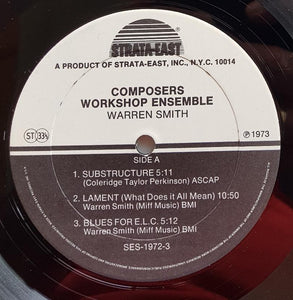 STRATA-EAST
A PRODUCT OF STRATA-EAST, INC., N.Y.C. 10014
COMPOSERS
WORKSHOP ENSEMBLE
WARREN SMITH
SIDE A
ST 33⅓
℗ 1973
1. SUBSTRUCTURE 5:11
(Coleridge Taylor Perkinson) ASCAP
2. LAMENT (What Does it All Mean) 10:50
Warren Smith (Miff Music) BMI
3. BLUES FOR E.L.C. 5:12
Warren Smith (Miff Music) BMI
SES-1972-3